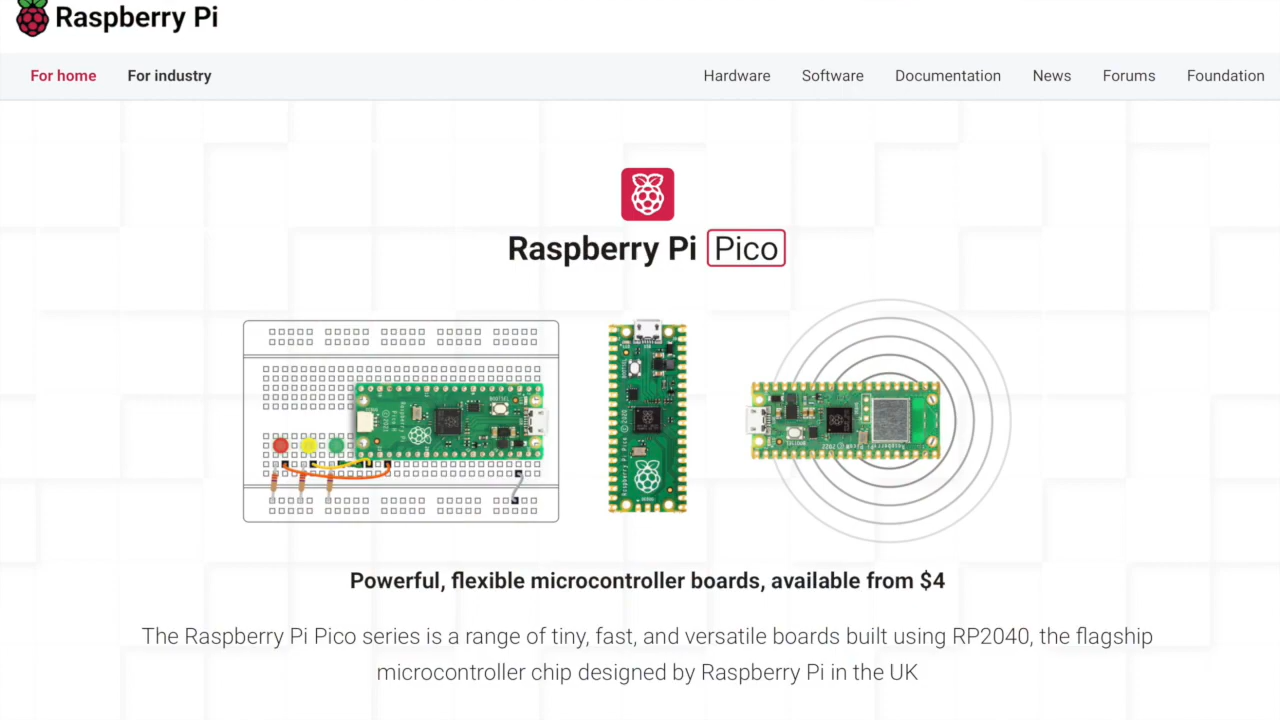 Raspberry Pi
For home
For industry
Hardware
Software
Documentation
News
Forums
Foundation
Raspberry Pi Pico
Powerful, flexible microcontroller boards, available from $4
The Raspberry Pi Pico series is a range of tiny, fast, and versatile boards built using RP2040, the flagship
microcontroller chip designed by Raspberry Pi in the UK